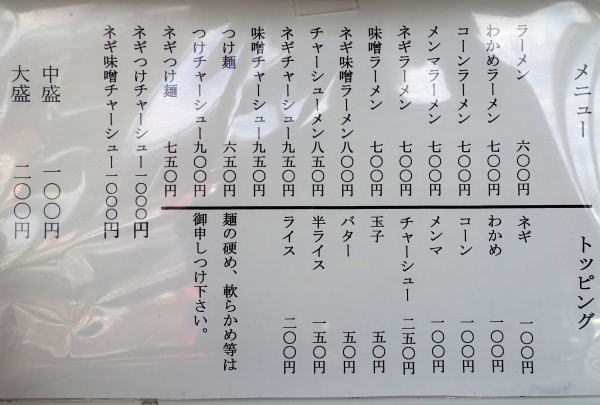 メニュー
ラーメン 六〇〇円
わかめラーメン 七〇〇円
コーンラーメン 七〇〇円
メンマラーメン 七〇〇円
ネギラーメン 七〇〇円
味噌ラーメン 七〇〇円
ネギ味噌ラーメン 八〇〇円
チャーシューメン 八五〇円
ネギチャーシュー 九五〇円
味噌チャーシュー 九五〇円
つけ麺 六五〇円
つけチャーシュー 九〇〇円
ネギつけ麺 七五〇円
ネギつけチャーシュー 一〇〇〇円
ネギ味噌チャーシュー 一〇〇〇円
中盛 一〇〇円
大盛 二〇〇円
トッピング
ネギ 一〇〇円
わかめ 一〇〇円
コーン 一〇〇円
メンマ 一〇〇円
チャーシュー 二五〇円
玉子 五〇円
バター 五〇円
半ライス 一五〇円
ライス 二〇〇円
麺の硬め、軟らかめ等は
御申しつけ下さい。